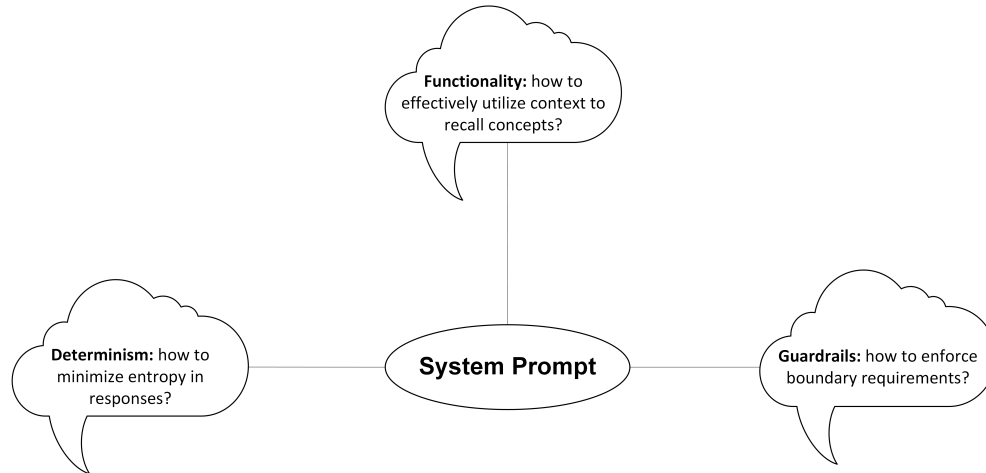 Functionality: how to
effectively utilize context to
recall concepts?
Determinism: how to
minimize entropy in
responses?
System Prompt
Guardrails: how to enforce
boundary requirements?